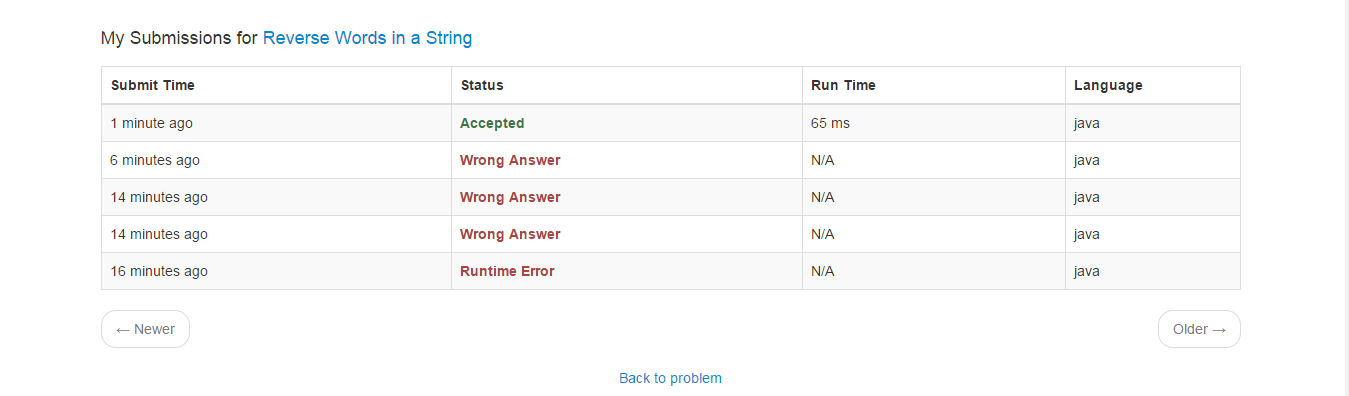 My Submissions for Reverse Words in a String
Submit Time Status Run Time Language
1 minute ago Accepted 65 ms java
6 minutes ago Wrong Answer N/A java
14 minutes ago Wrong Answer N/A java
14 minutes ago Wrong Answer N/A java
16 minutes ago Runtime Error N/A java
← Newer Older →
Back to problem